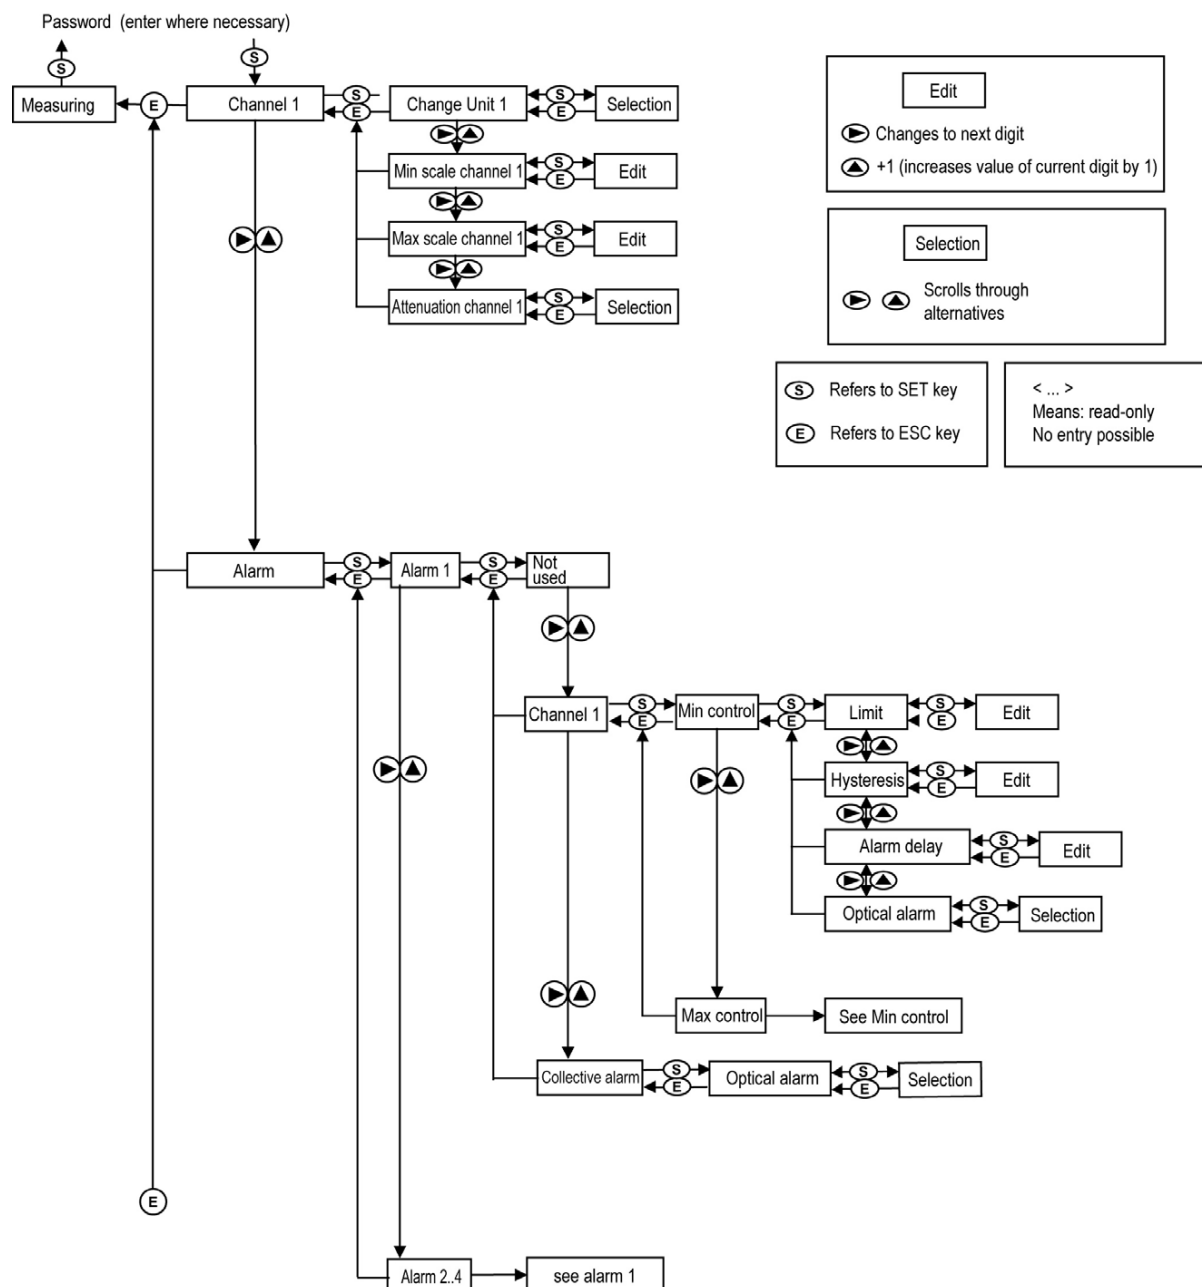 Password (enter where necessary)
S
S
Measuring
E
Channel 1
S
E
Change Unit 1
S
E
Selection
Min scale channel 1
S
E
Edit
Max scale channel 1
S
E
Edit
Attenuation channel 1
S
E
Selection
Edit
Changes to next digit
+1 (increases value of current digit by 1)
Selection
Scrolls through
alternatives
S Refers to SET key
E Refers to ESC key
< ... >
Means: read-only
No entry possible
Alarm
S
E
Alarm 1
S
E
Not
used
Channel 1
S
E
Min control
S
E
Limit
S
E
Edit
Hysteresis
S
E
Edit
Alarm delay
S
E
Edit
Optical alarm
S
E
Selection
Max control
See Min control
Collective alarm
S
E
Optical alarm
S
E
Selection
E
Alarm 2..4
see alarm 1